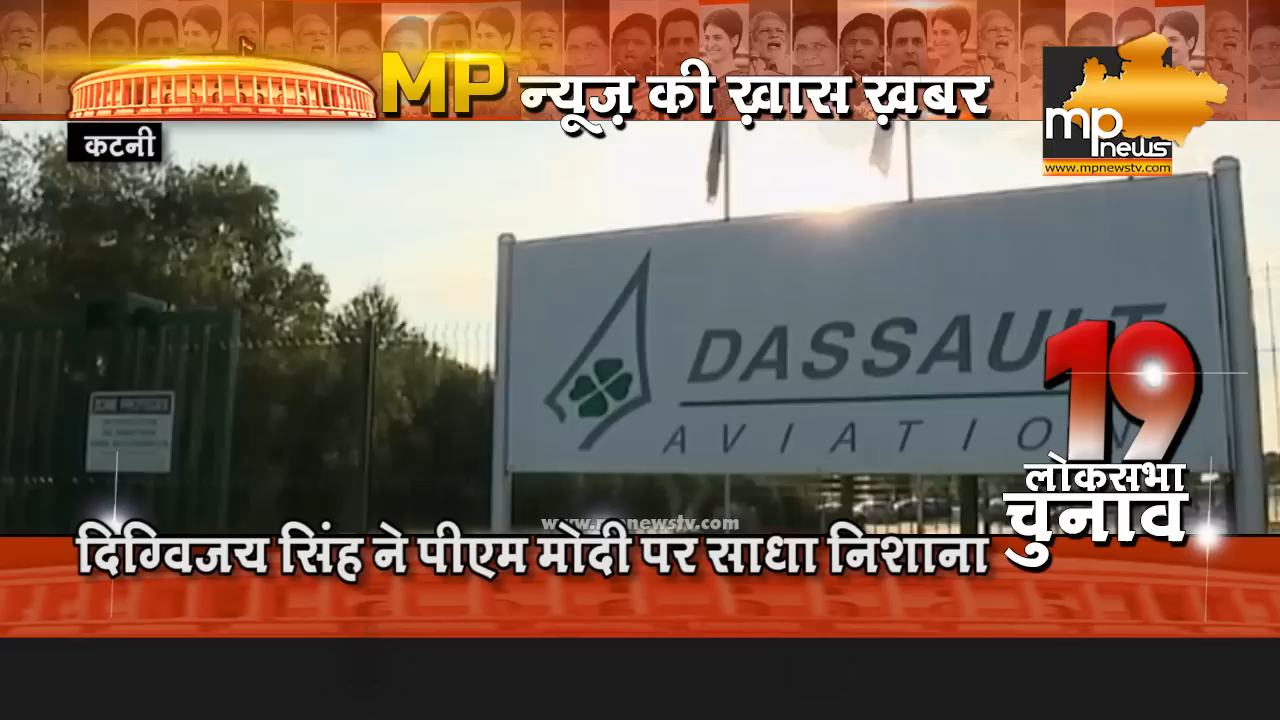 MP न्यूज़ की ख़ास ख़बर
कटनी
mp
news
www.mpnewstv.com
DASSAULT
AVIATION
19
लोकसभा
चुनाव
www.mpnewstv.com
दिग्विजय सिंह ने पीएम मोदी पर साधा निशाना